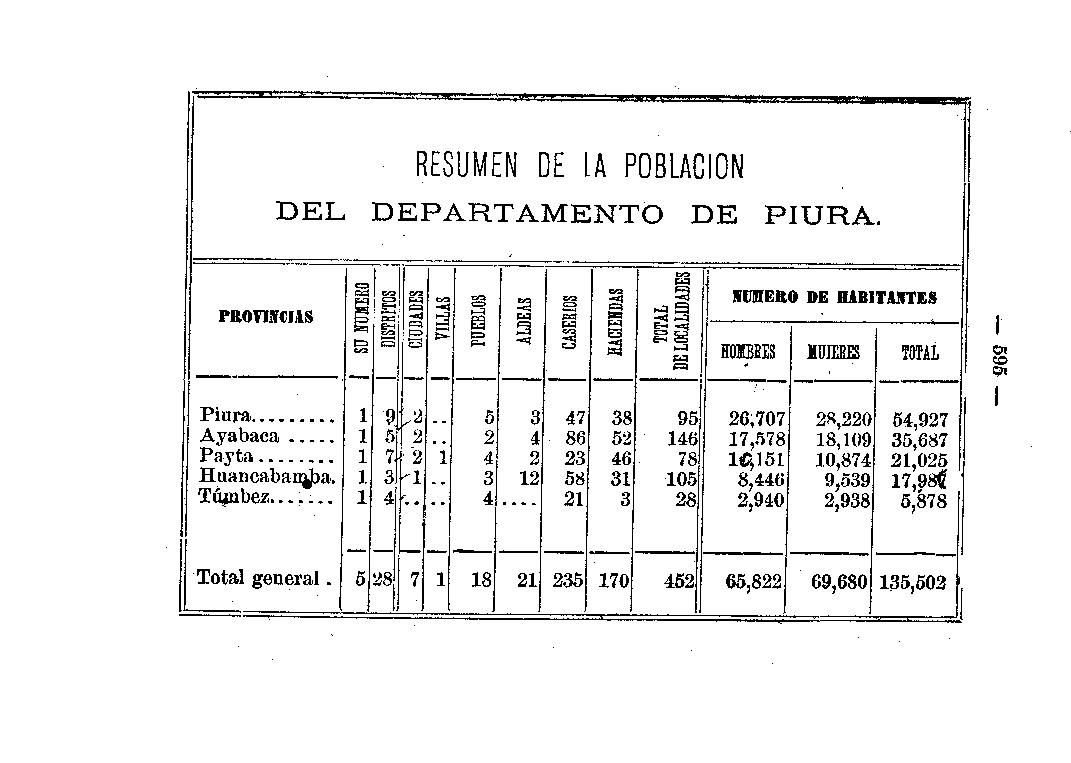 RESUMEN DE LA POBLACION
DEL DEPARTAMENTO DE PIURA.
PROVINCIAS SU NUMERO DISTRITOS CIUDADES VILLAS PUEBLOS ALDEAS CASERIOS HACIENDAS TOTAL DE LOCALIDADES NUMERO DE HABITANTES
HOMBRES MUJERES TOTAL
Piura......... 1 9 2 .. 5 3 47 38 95 26,707 28,220 54,927
Ayabaca ..... 1 5 2 .. 2 4 86 52 146 17,578 18,109 35,687
Payta........ 1 7 2 1 4 2 23 46 78 10,151 10,874 21,025
Huancabamba. 1 3 1 .. 3 12 58 31 105 8,446 9,539
Túmbez....... 1 4 .. .. 4 .... 21 3 28 2,940 2,938 5,878
Total general . 5 28 7 1 18 21 235 170 452 65,822 69,680 135,502
— 595 —